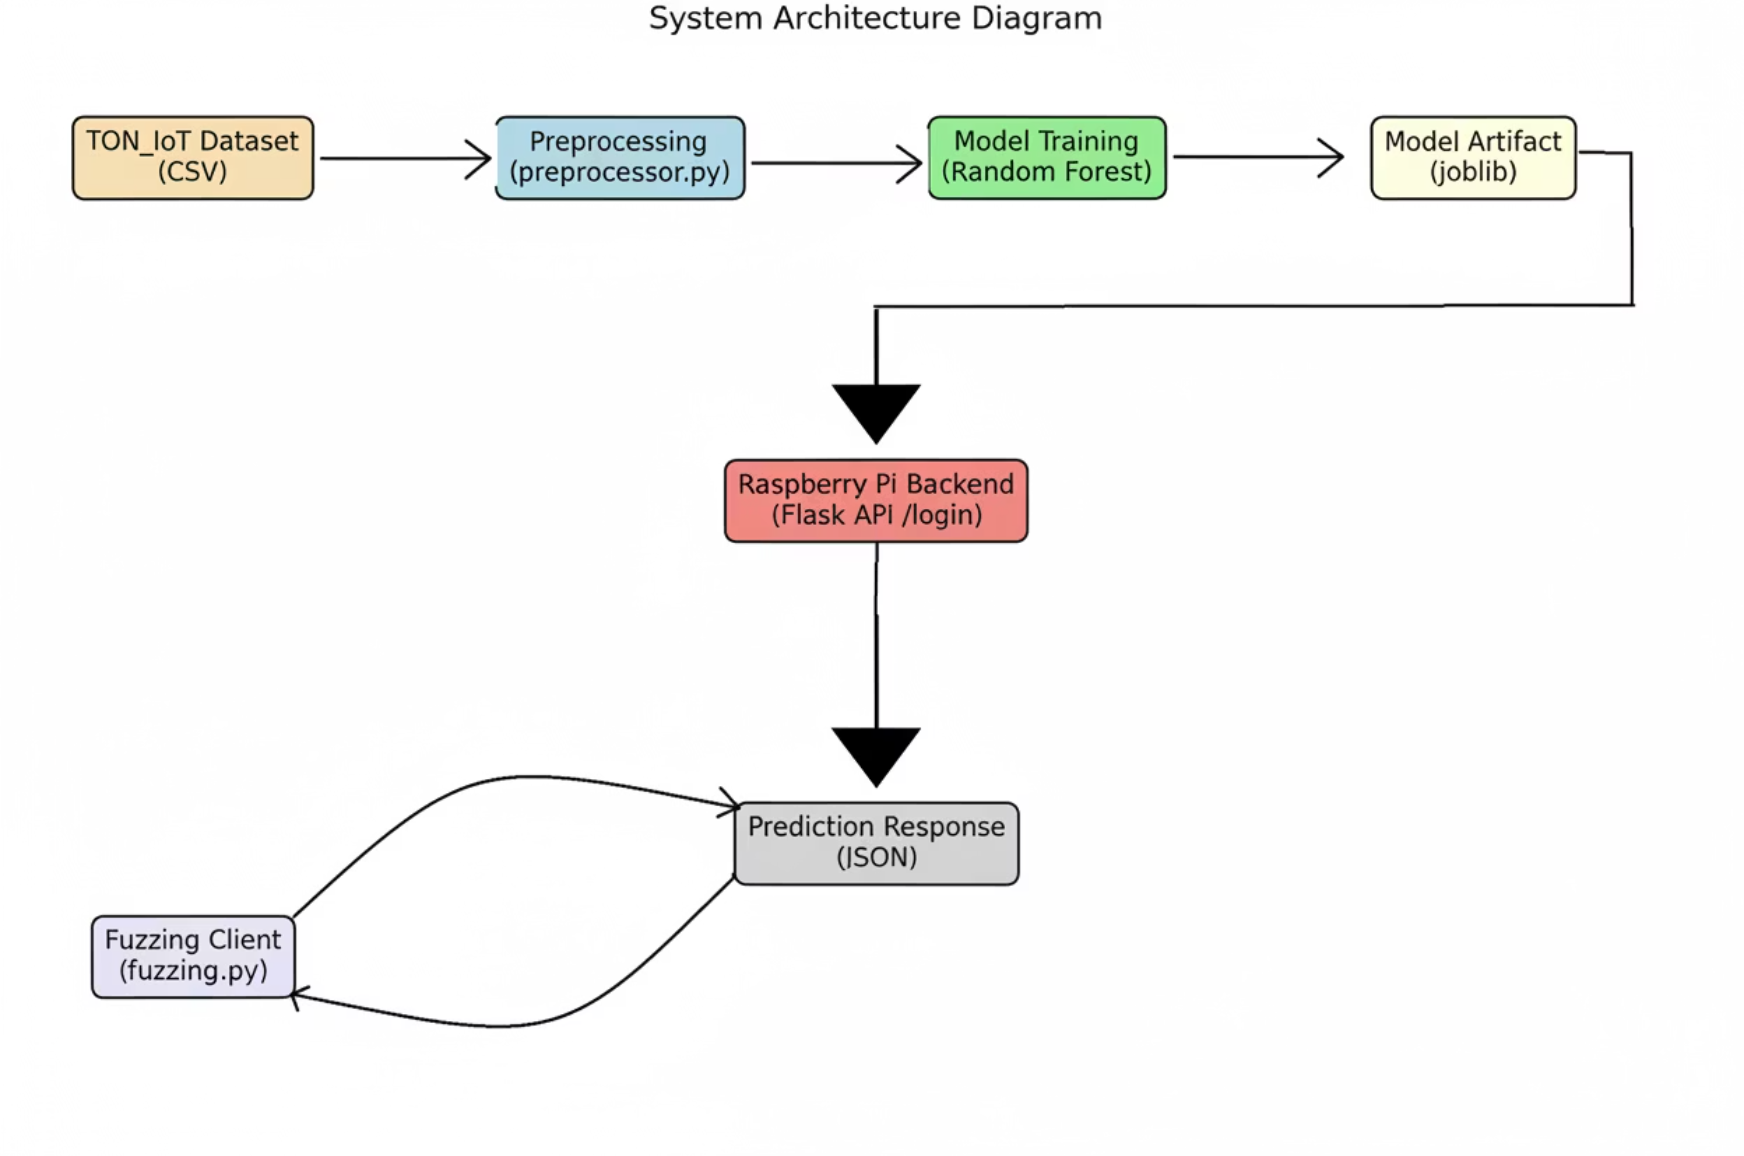 System Architecture Diagram
TON_IoT Dataset
(CSV)
Preprocessing
(preprocessor.py)
Model Training
(Random Forest)
Model Artifact
(joblib)
Raspberry Pi Backend
(Flask API /login)
Prediction Response
(JSON)
Fuzzing Client
(fuzzing.py)